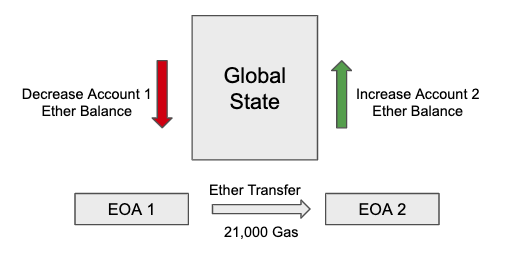 Global
State
Decrease Account 1
Ether Balance
Increase Account 2
Ether Balance
Ether Transfer
EOA 1
EOA 2
21,000 Gas